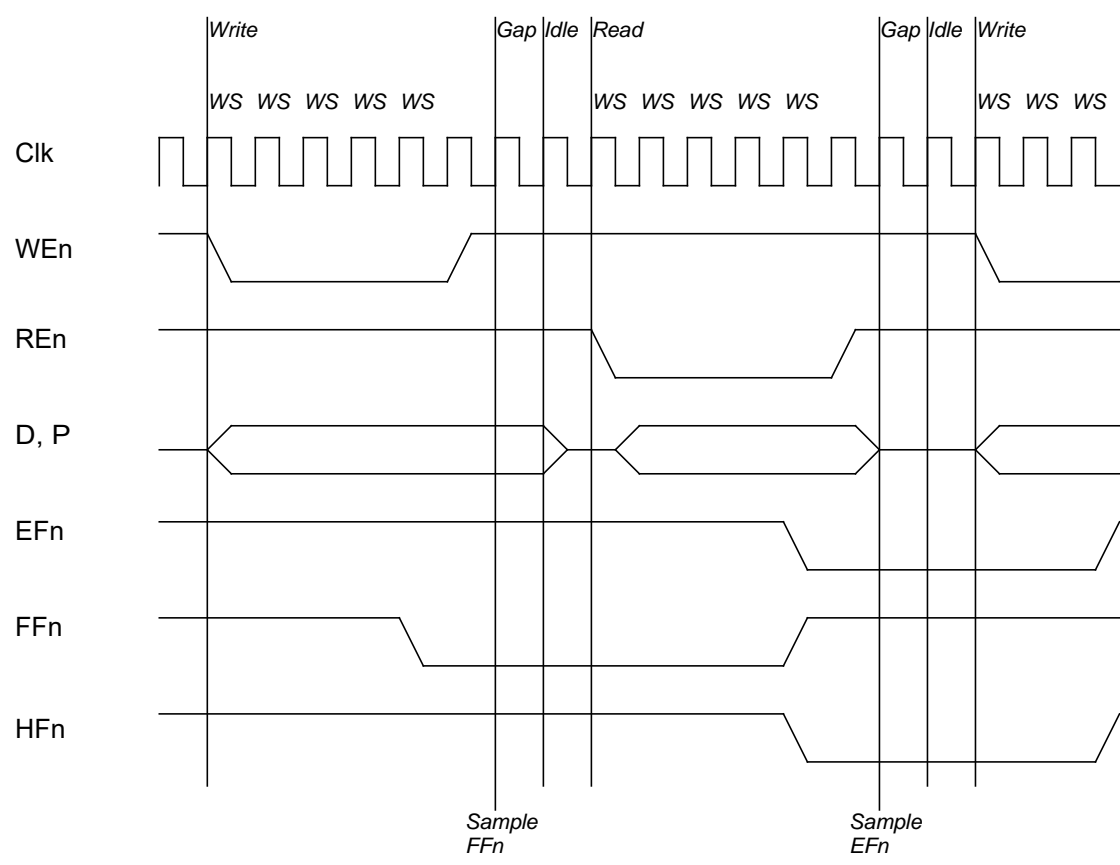 Write Gap Idle Read Gap Idle Write
WS WS WS WS WS WS WS WS WS WS WS WS WS
Clk
WEn
REn
D, P
EFn
FFn
HFn
Sample Sample
FFn EFn